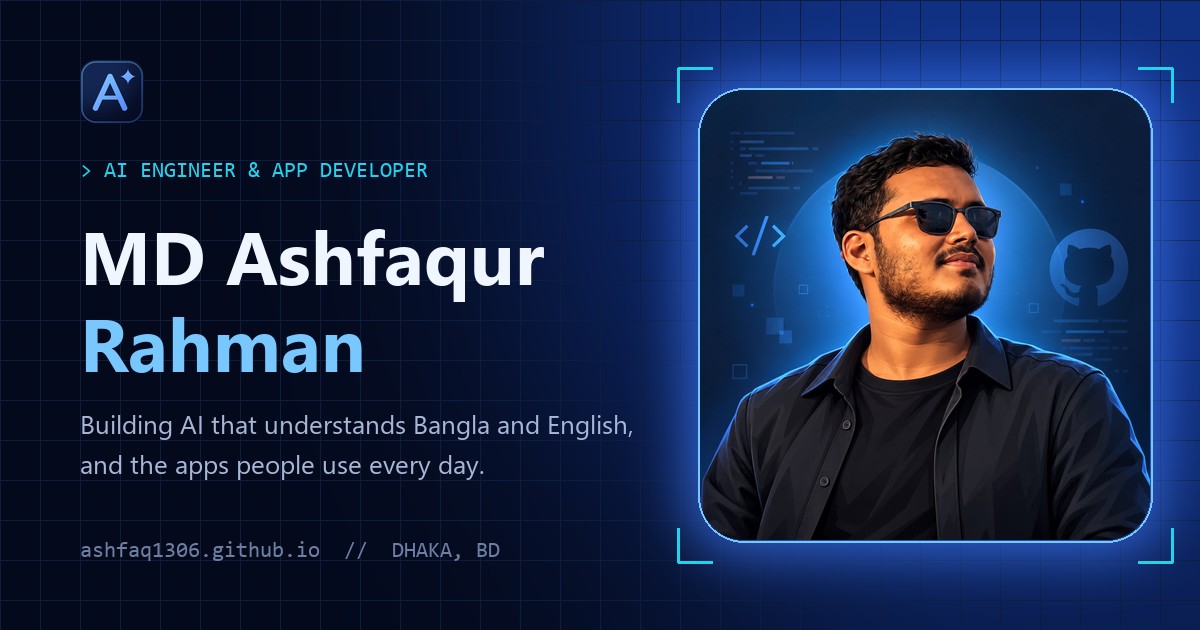 A
> AI ENGINEER & APP DEVELOPER
MD Ashfaqur
Rahman
Building AI that understands Bangla and English,
and the apps people use every day.
ashfaq1306.github.io // DHAKA, BD
</>